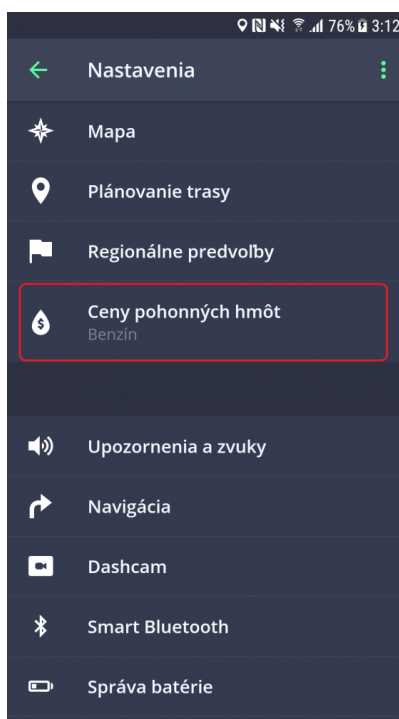 76% 3:12
Nastavenia
Mapa
Plánovanie trasy
Regionálne predvoľby
Ceny pohonných hmôt
Benzín
Upozornenia a zvuky
Navigácia
Dashcam
Smart Bluetooth
Správa batérie